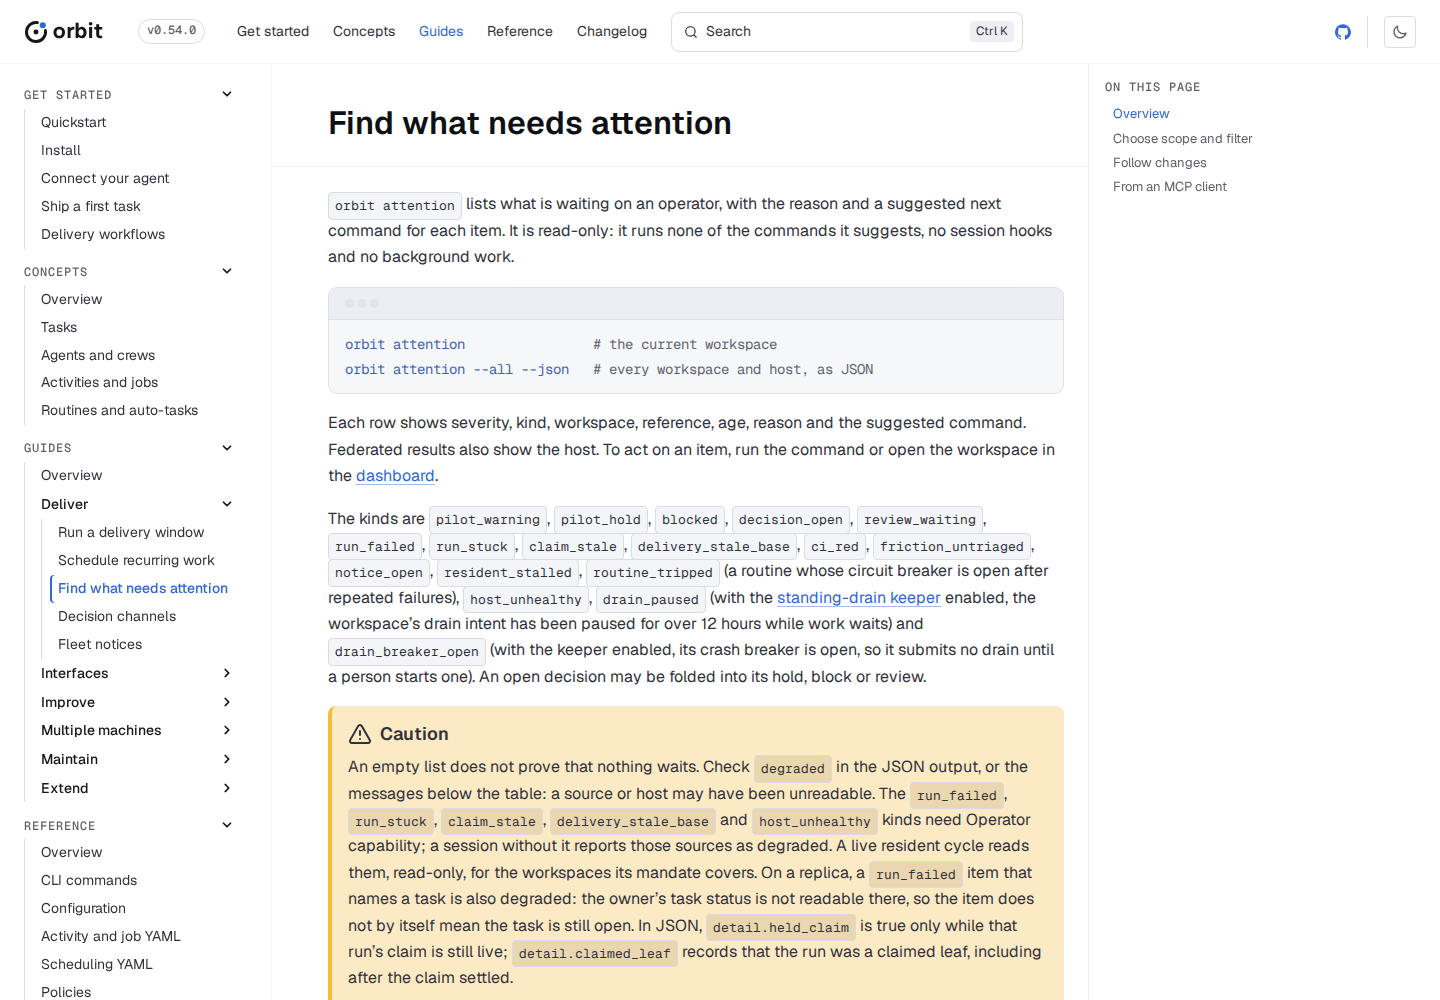 orbit
v0.54.0
Get started
Concepts
Guides
Reference
Changelog
Search
Ctrl K
GET STARTED
Quickstart
Install
Connect your agent
Ship a first task
Delivery workflows
CONCEPTS
Overview
Tasks
Agents and crews
Activities and jobs
Routines and auto-tasks
GUIDES
Overview
Deliver
Run a delivery window
Schedule recurring work
Find what needs attention
Decision channels
Fleet notices
Interfaces
Improve
Multiple machines
Maintain
Extend
REFERENCE
Overview
CLI commands
Configuration
Activity and job YAML
Scheduling YAML
Policies
Find what needs attention
orbit attention lists what is waiting on an operator, with the reason and a suggested next
command for each item. It is read-only: it runs none of the commands it suggests, no session hooks
and no background work.
orbit attention # the current workspace
orbit attention --all --json # every workspace and host, as JSON
Each row shows severity, kind, workspace, reference, age, reason and the suggested command.
Federated results also show the host. To act on an item, run the command or open the workspace in
the dashboard.
The kinds are pilot_warning, pilot_hold, blocked, decision_open, review_waiting,
run_failed, run_stuck, claim_stale, delivery_stale_base, ci_red, friction_untriaged,
notice_open, resident_stalled, routine_tripped (a routine whose circuit breaker is open after
repeated failures), host_unhealthy, drain_paused (with the standing-drain keeper enabled, the
workspace's drain intent has been paused for over 12 hours while work waits) and
drain_breaker_open (with the keeper enabled, its crash breaker is open, so it submits no drain until
a person starts one). An open decision may be folded into its hold, block or review.
Caution
An empty list does not prove that nothing waits. Check degraded in the JSON output, or the
messages below the table: a source or host may have been unreadable. The run_failed,
run_stuck, claim_stale, delivery_stale_base and host_unhealthy kinds need Operator
capability; a session without it reports those sources as degraded. A live resident cycle reads
them, read-only, for the workspaces its mandate covers. On a replica, a run_failed item that
names a task is also degraded: the owner's task status is not readable there, so the item does
not by itself mean the task is still open. In JSON, detail.held_claim is true only while that
run's claim is still live; detail.claimed_leaf records that the run was a claimed leaf, including
after the claim settled.
ON THIS PAGE
Overview
Choose scope and filter
Follow changes
From an MCP client